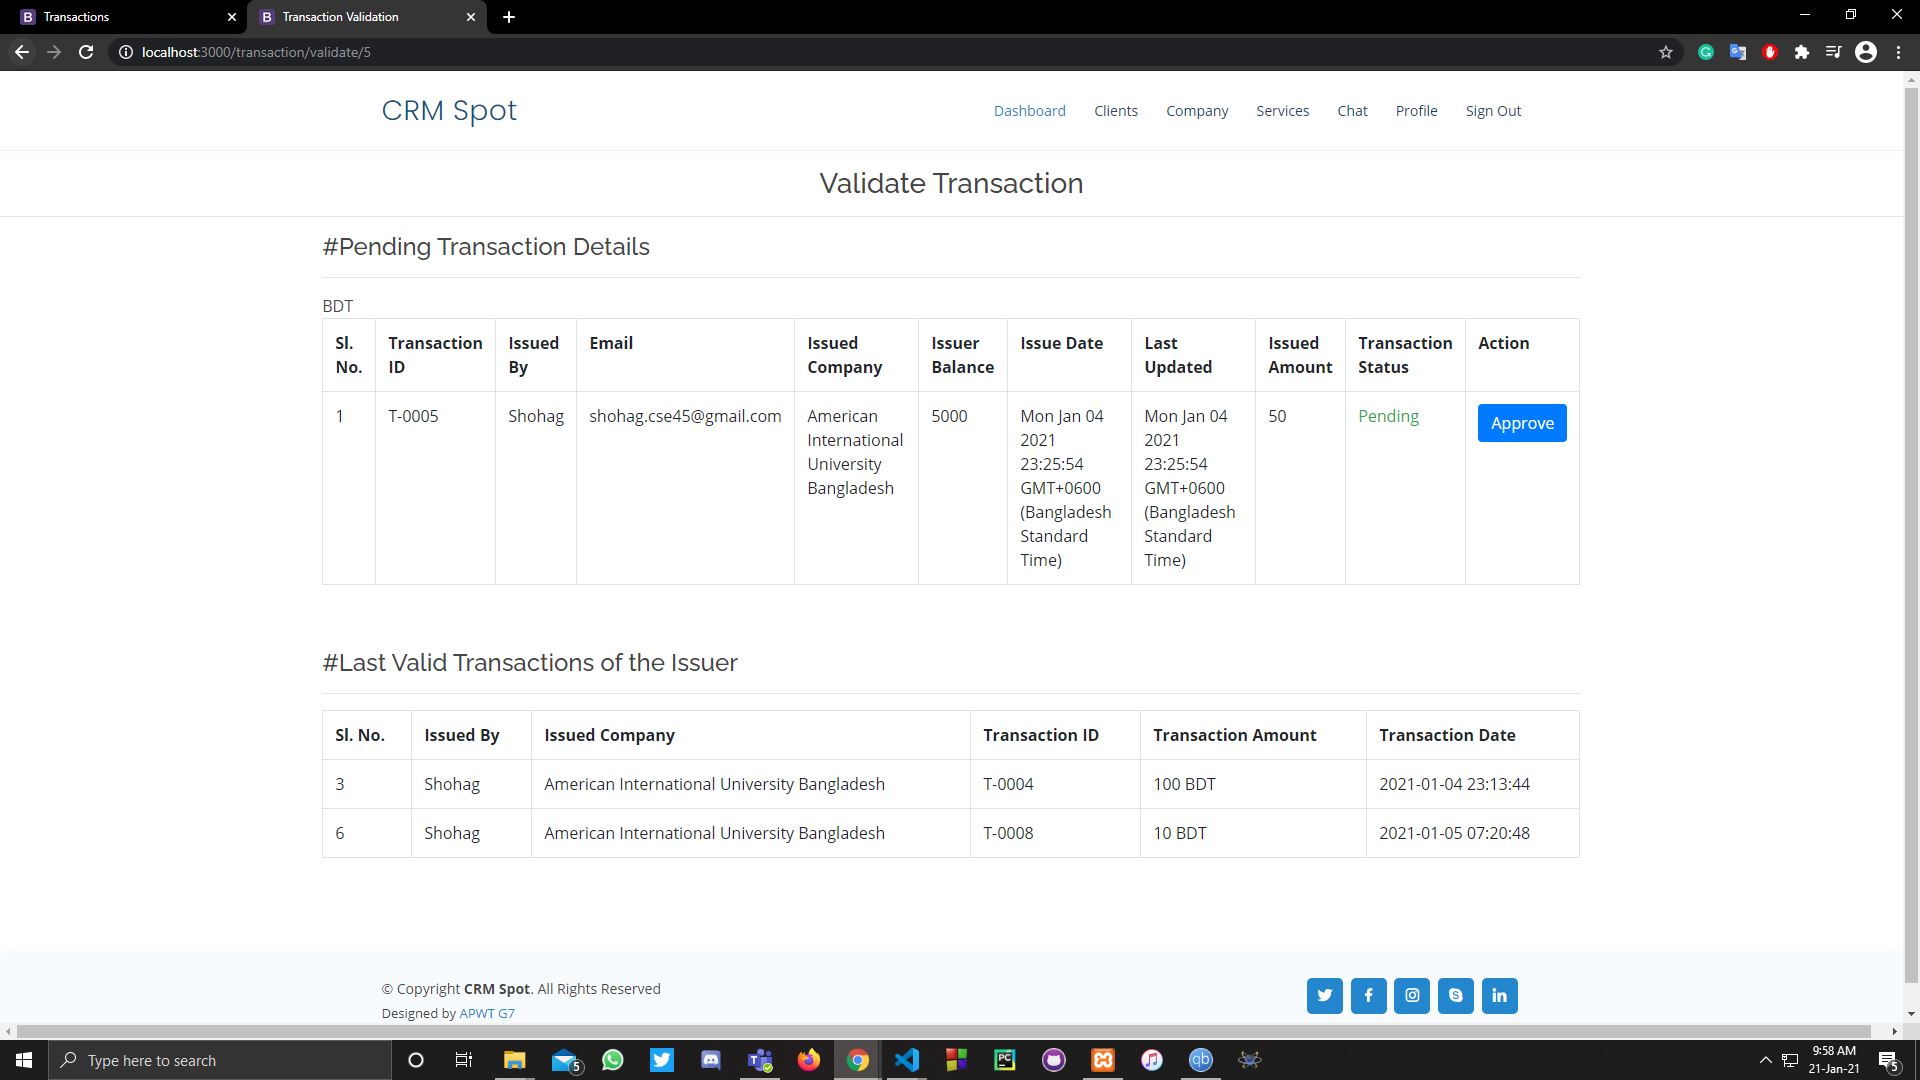 Transactions
Transaction Validation
localhost:3000/transaction/validate/5
CRM Spot
Dashboard Clients Company Services Chat Profile Sign Out
Validate Transaction
#Pending Transaction Details
BDT
Sl. No. Transaction ID Issued By Email Issued Company Issuer Balance Issue Date Last Updated Issued Amount Transaction Status Action
1 T-0005 Shohag shohag.cse45@gmail.com American International University Bangladesh 5000 Mon Jan 04 2021 23:25:54 GMT+0600 (Bangladesh Standard Time) Mon Jan 04 2021 23:25:54 GMT+0600 (Bangladesh Standard Time) 50 Pending Approve
#Last Valid Transactions of the Issuer
Sl. No. Issued By Issued Company Transaction ID Transaction Amount Transaction Date
3 Shohag American International University Bangladesh T-0004 100 BDT 2021-01-04 23:13:44
6 Shohag American International University Bangladesh T-0008 10 BDT 2021-01-05 07:20:48
© Copyright CRM Spot. All Rights Reserved
Designed by APWT G7
Type here to search
5
PC
qb
9:58 AM
21-Jan-21
5